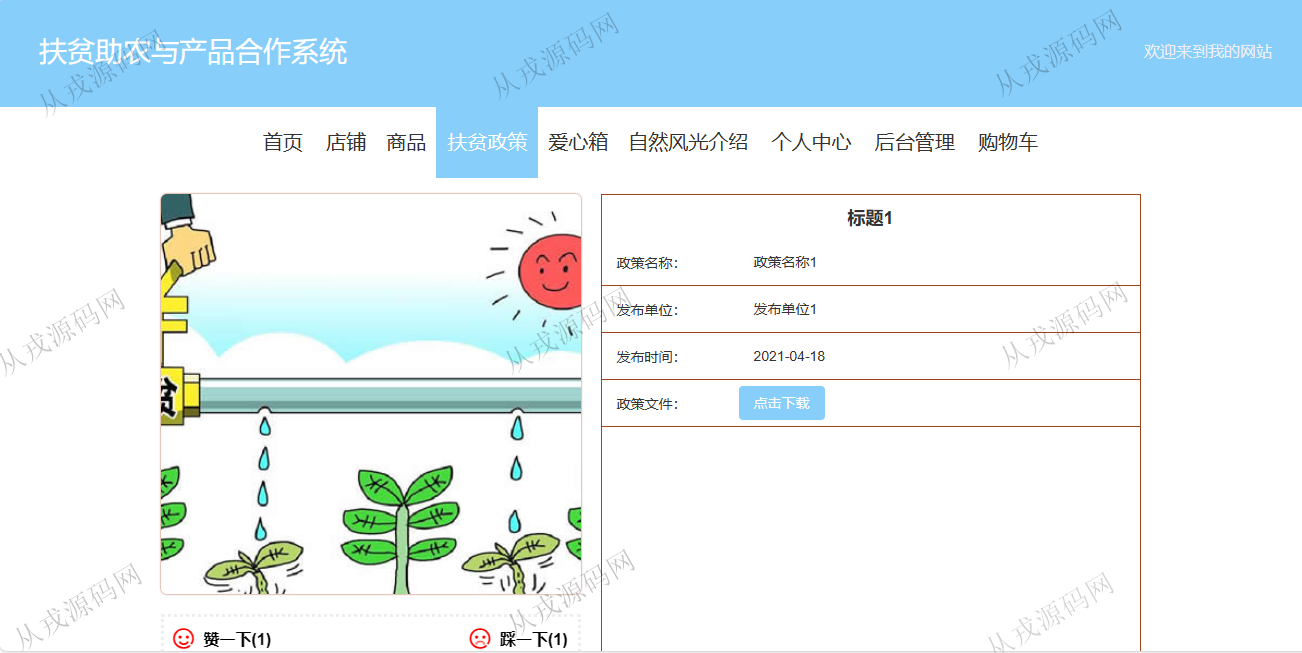 扶贫助农与产品合作系统
欢迎来到我的网站
首页 店铺 商品 扶贫政策 爱心箱 自然风光介绍 个人中心 后台管理 购物车
标题1
政策名称： 政策名称1
发布单位： 发布单位1
发布时间： 2021-04-18
政策文件： 点击下载
赞一下(1) 踩一下(1)
从戎源码网
从戎源码网
从戎源码网
从戎源码网
从戎源码网
从戎源码网
从戎源码网
从戎源码网
从戎源码网